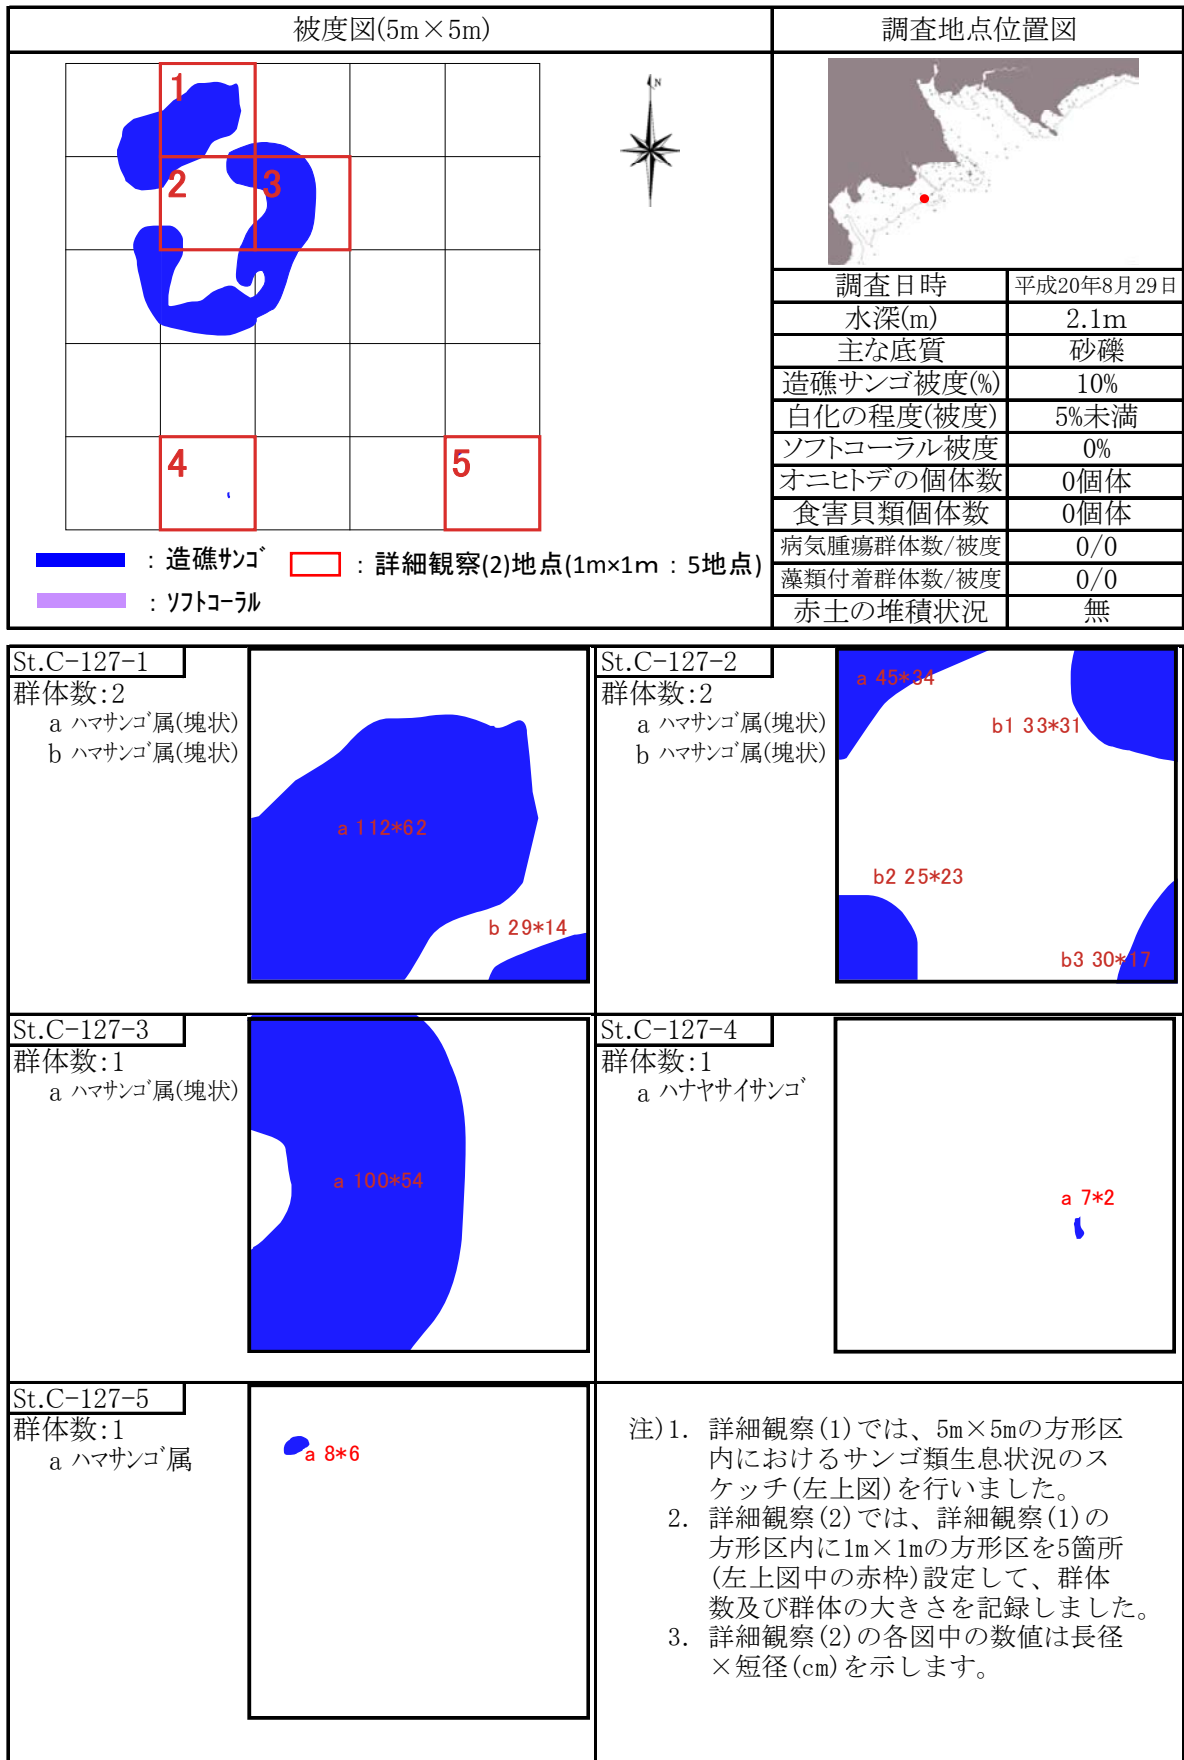 被度図(5m×5m)
調査地点位置図
1
2
3
4
5
N
：造礁ｻﾝｺﾞ
：詳細観察(2)地点(1m×1m：5地点)
：ｿﾌﾄｺｰﾗﾙ
調査日時 平成20年8月29日
水深(m) 2.1m
主な底質 砂礫
造礁サンゴ被度(%) 10%
白化の程度(被度) 5%未満
ソフトコーラル被度 0%
オニヒトデの個体数 0個体
食害貝類個体数 0個体
病気腫瘍群体数/被度 0/0
藻類付着群体数/被度 0/0
赤土の堆積状況 無
St.C-127-1
群体数:2
a ﾊﾏｻﾝｺﾞ属(塊状)
b ﾊﾏｻﾝｺﾞ属(塊状)
a 112*62
b 29*14
St.C-127-2
群体数:2
a ﾊﾏｻﾝｺﾞ属(塊状)
b ﾊﾏｻﾝｺﾞ属(塊状)
a 45*34
b1 33*31
b2 25*23
b3 30*17
St.C-127-3
群体数:1
a ﾊﾏｻﾝｺﾞ属(塊状)
a 100*54
St.C-127-4
群体数:1
a ﾊﾅﾔｻｲｻﾝｺﾞ
a 7*2
St.C-127-5
群体数:1
a ﾊﾏｻﾝｺﾞ属
a 8*6
注)1. 詳細観察(1)では、5m×5mの方形区
内におけるサンゴ類生息状況のス
ケッチ(左上図)を行いました。
2. 詳細観察(2)では、詳細観察(1)の
方形区内に1m×1mの方形区を5箇所
(左上図中の赤枠)設定して、群体
数及び群体の大きさを記録しました。
3. 詳細観察(2)の各図中の数値は長径
×短径(cm)を示します。